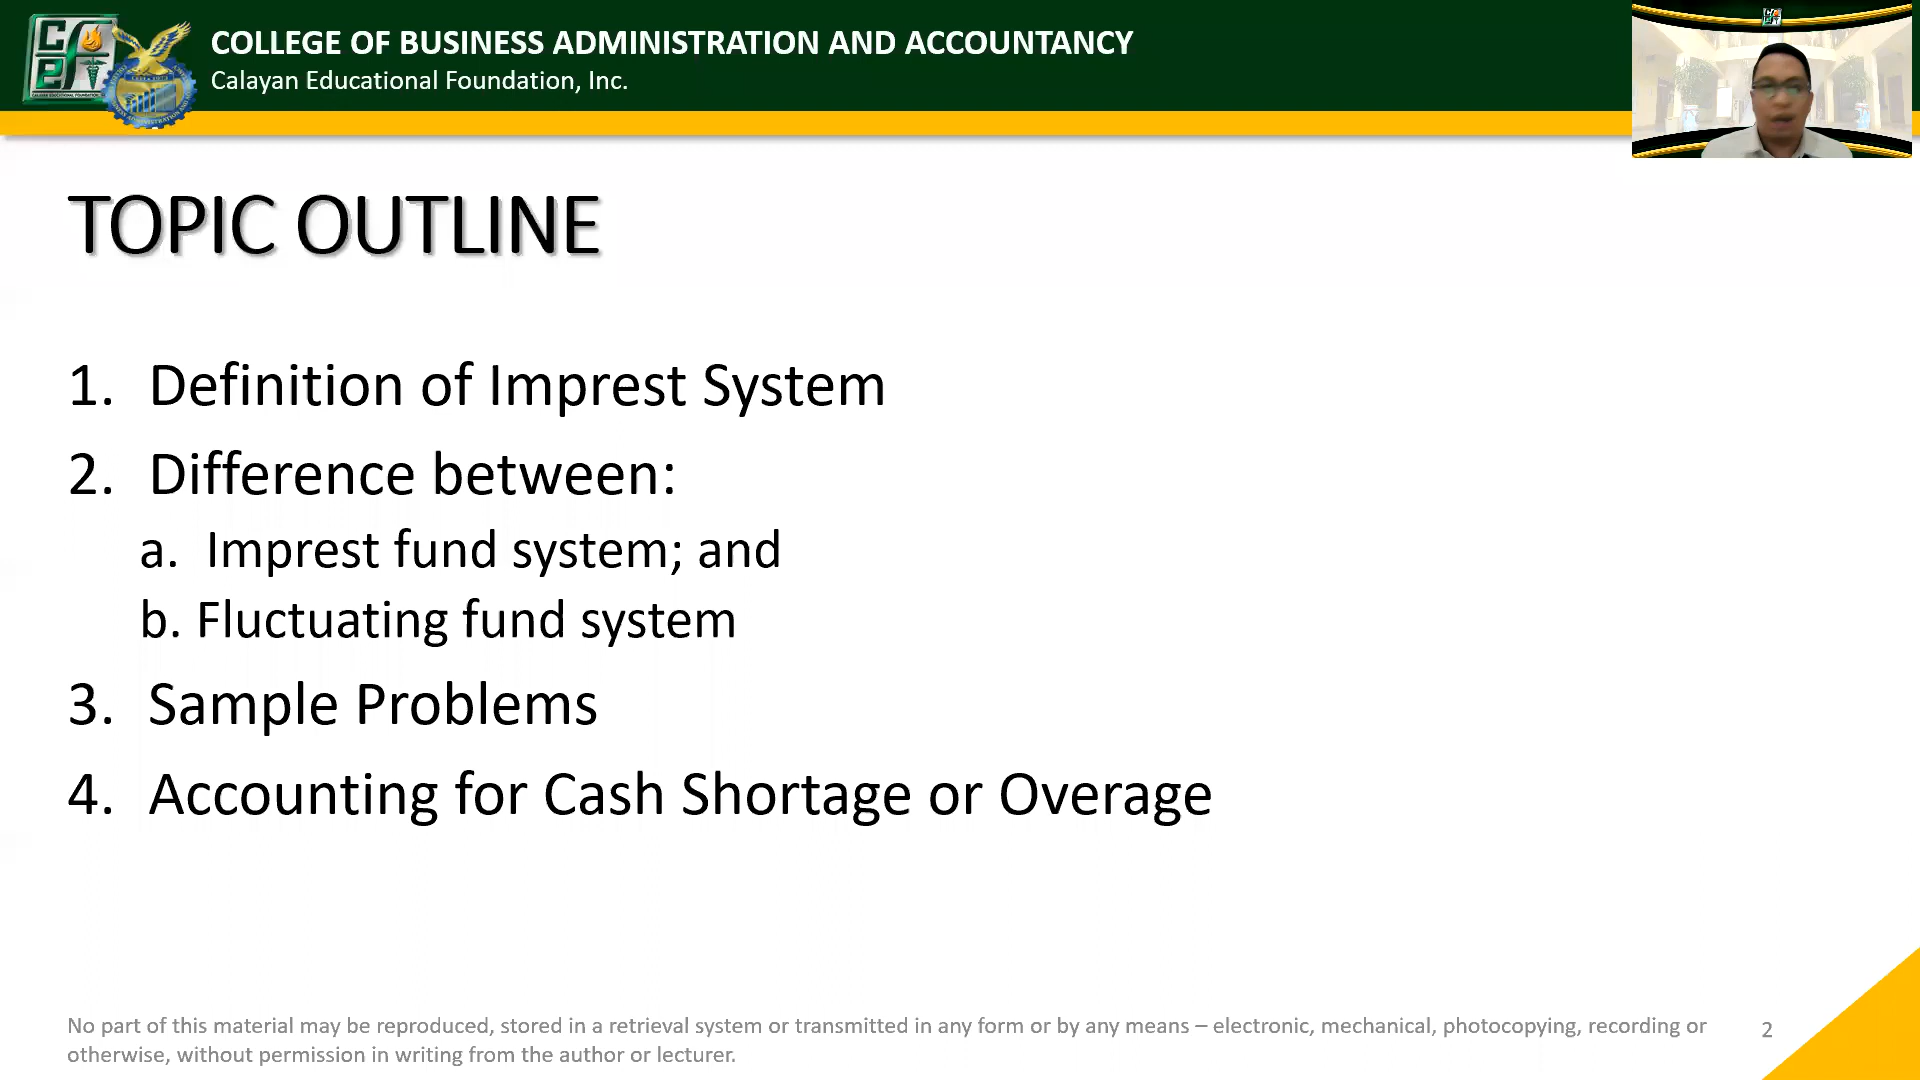 COLLEGE OF BUSINESS ADMINISTRATION AND ACCOUNTANCY
Calayan Educational Foundation, Inc.
TOPIC OUTLINE
1. Definition of Imprest System
2. Difference between:
a. Imprest fund system; and
b. Fluctuating fund system
3. Sample Problems
4. Accounting for Cash Shortage or Overage
No part of this material may be reproduced, stored in a retrieval system or transmitted in any form or by any means – electronic, mechanical, photocopying, recording or
otherwise, without permission in writing from the author or lecturer.
2